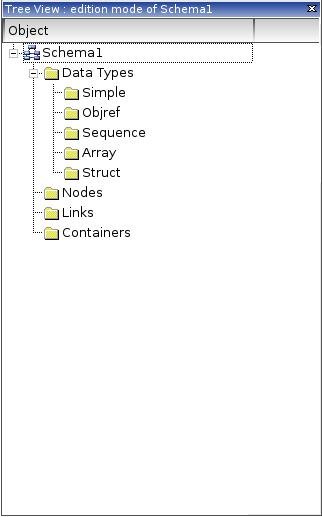 Tree View : edition mode of Schema1
Object
Schema1
Data Types
Simple
Objref
Sequence
Array
Struct
Nodes
Links
Containers